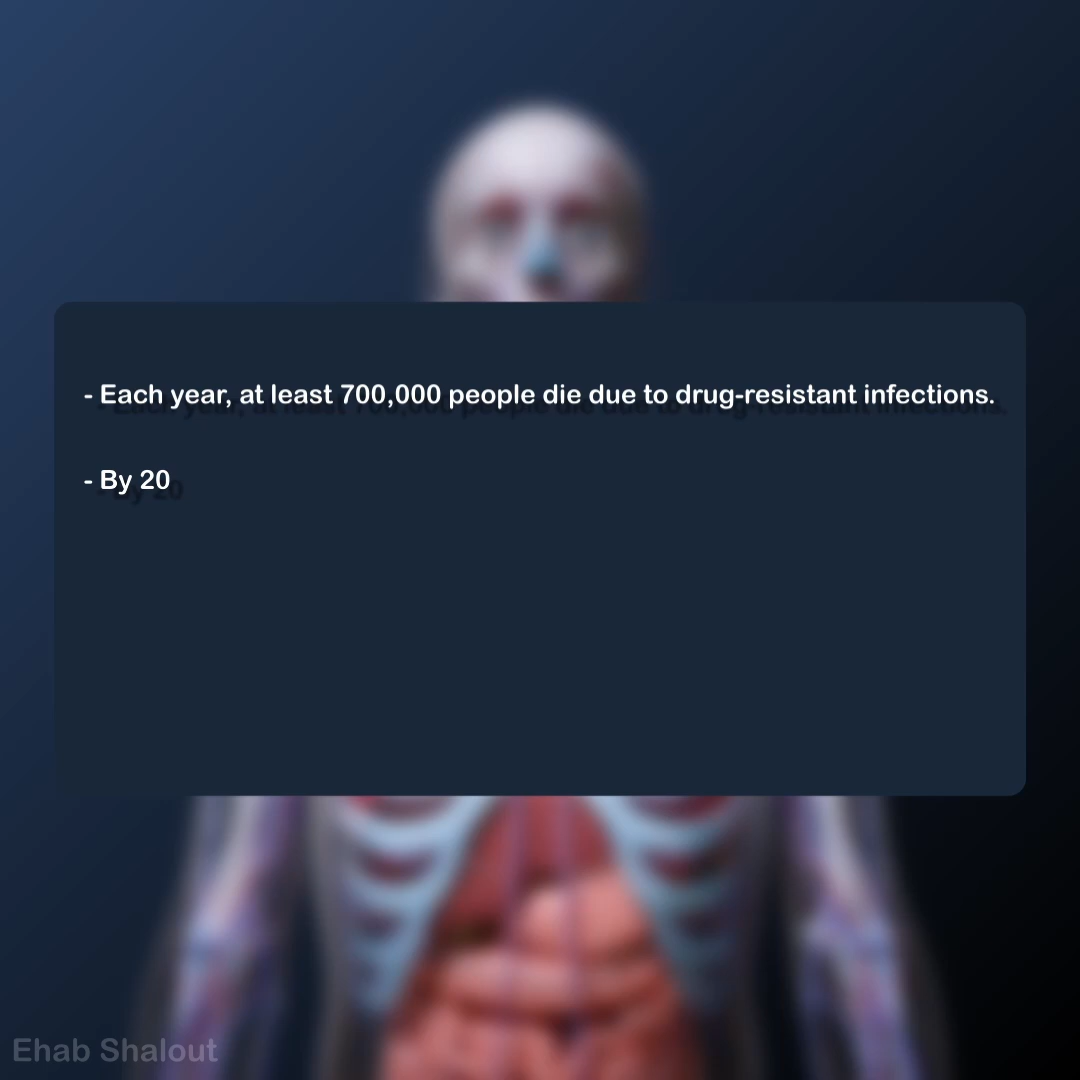 - Each year, at least 700,000 people die due to drug-resistant infections.
- By 20
Ehab Shalout